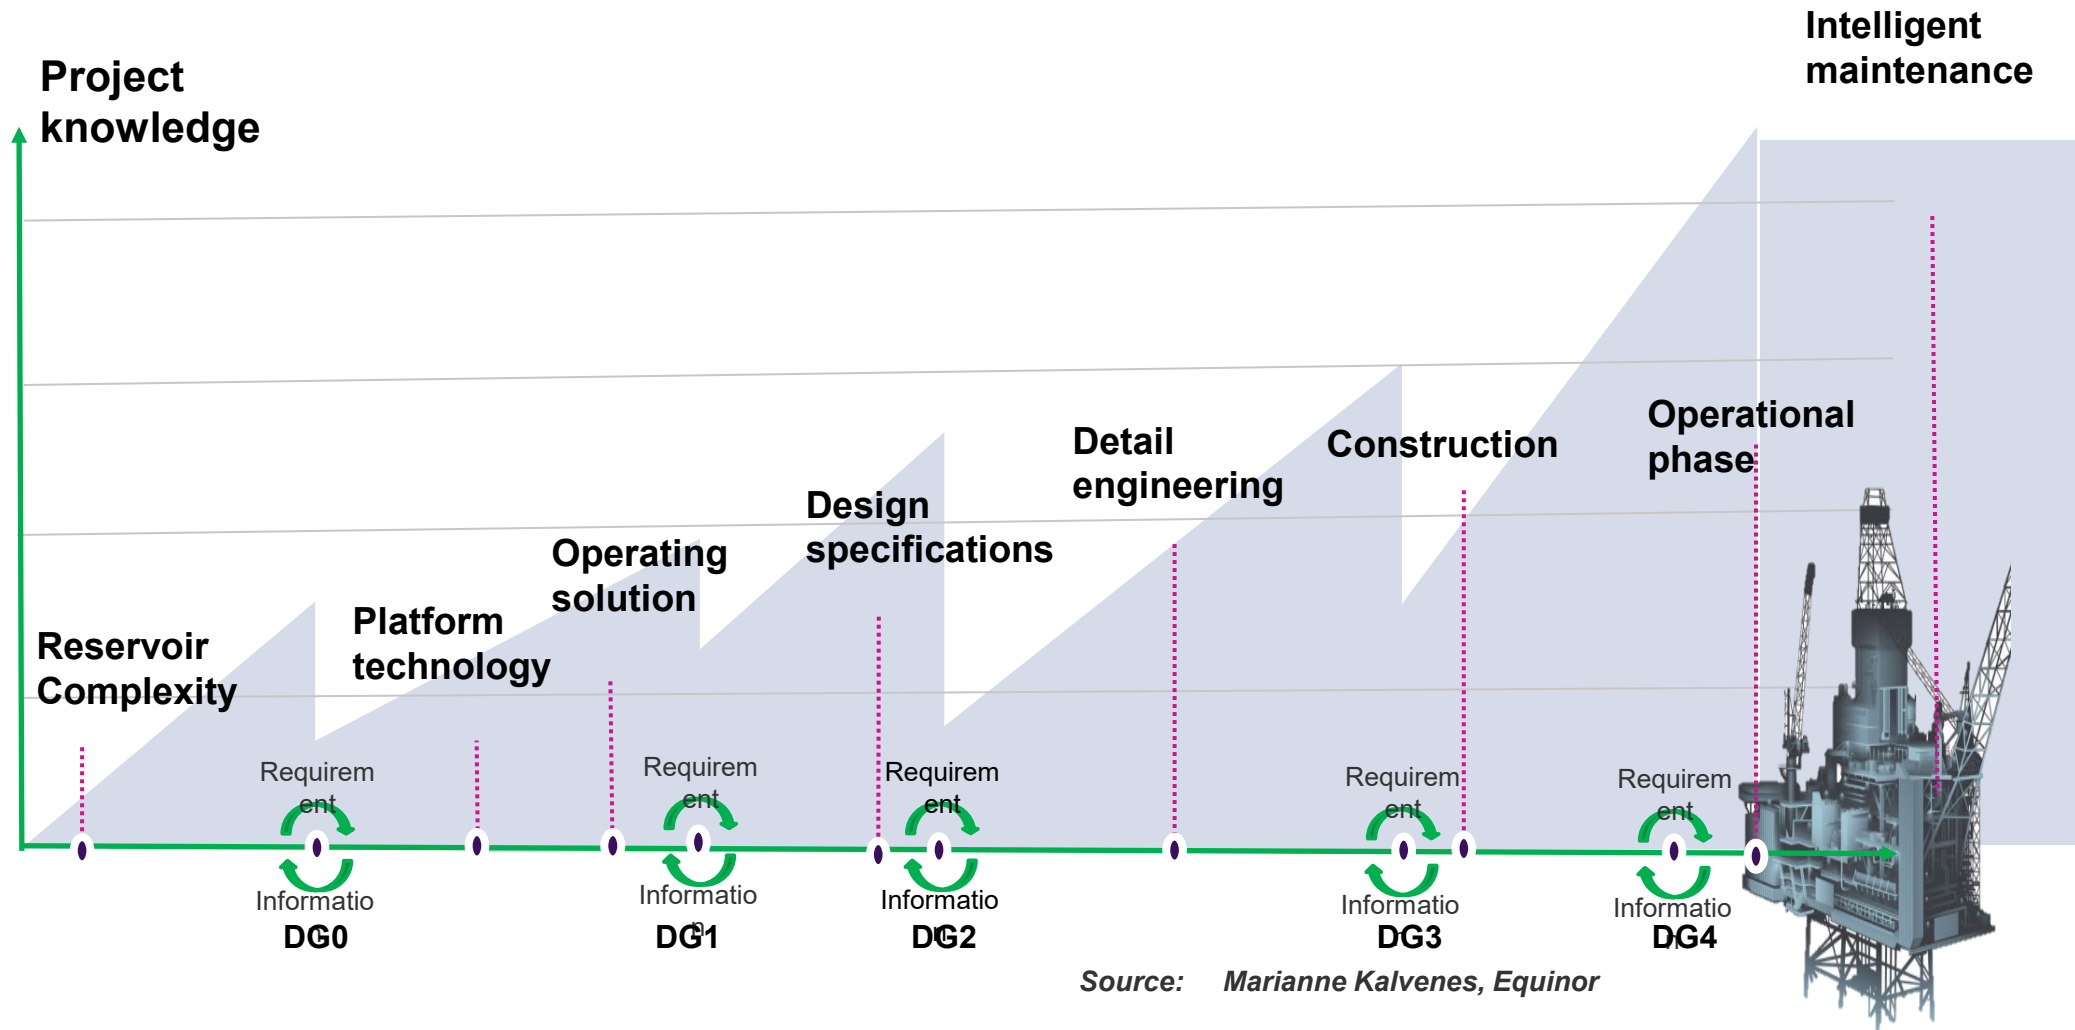 Intelligent
maintenance
Project
knowledge
Operational
phase
Detail
engineering
Construction
Design
specifications
Operating
solution
Platform
technology
Reservoir
Complexity
Requirem
ent
Requirem
ent
Requirem
ent
Requirem
ent
Requirem
ent
Informatio
n
DG0
Informatio
n
DG1
Informatio
n
DG2
Informatio
n
DG3
Informatio
n
DG4
Source: Marianne Kalvenes, Equinor